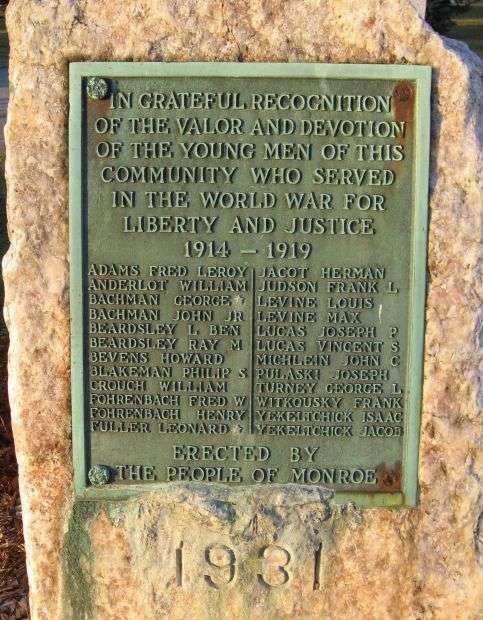 IN GRATEFUL RECOGNITION
OF THE VALOR AND DEVOTION
OF THE YOUNG MEN OF THIS
COMMUNITY WHO SERVED
IN THE WORLD WAR FOR
LIBERTY AND JUSTICE
1914 – 1919
ADAMS FRED LEROY
ANDERLOT WILLIAM
BACHMAN GEORGE ★
BACHMAN JOHN JR
BEARDSLEY L BEN
BEARDSLEY RAY M
BEVENS HOWARD
BLAKEMAN PHILIP S
CROUCH WILLIAM
FOHRENBACH FRED W
FOHRENBACH HENRY
FULLER LEONARD ★
JACOT HERMAN
JUDSON FRANK L
LEVINE LOUIS
LEVINE MAX
LUCAS JOSEPH P
LUCAS VINCENT S
MICHLEIN JOHN C
PULASKI JOSEPH
TURNEY GEORGE L
WITKOUSKY FRANK
YEKELTCHICK ISAAC
YEKELTCHICK JACOB
ERECTED BY
THE PEOPLE OF MONROE
1931